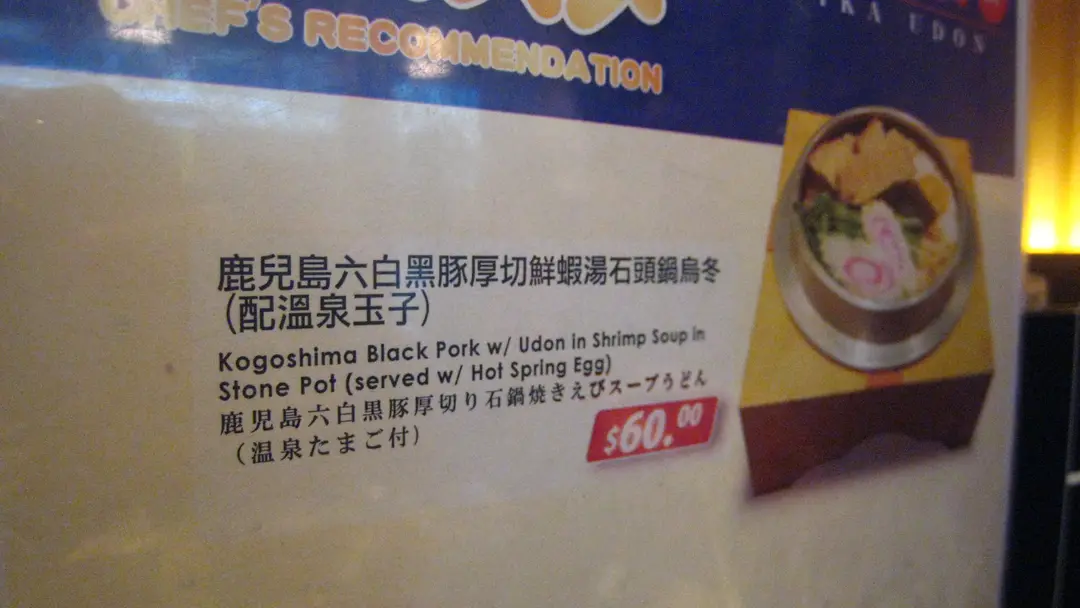 CHEF'S RECOMMENDATION
IKA UDON
鹿兒島六白黑豚厚切鮮蝦湯石頭鍋烏冬
(配溫泉玉子)
Kogoshima Black Pork w/ Udon in Shrimp Soup in
Stone Pot (served w/ Hot Spring Egg)
鹿児島六白黒豚厚切り石鍋焼きえびスープうどん
(温泉たまご付)
$60.00